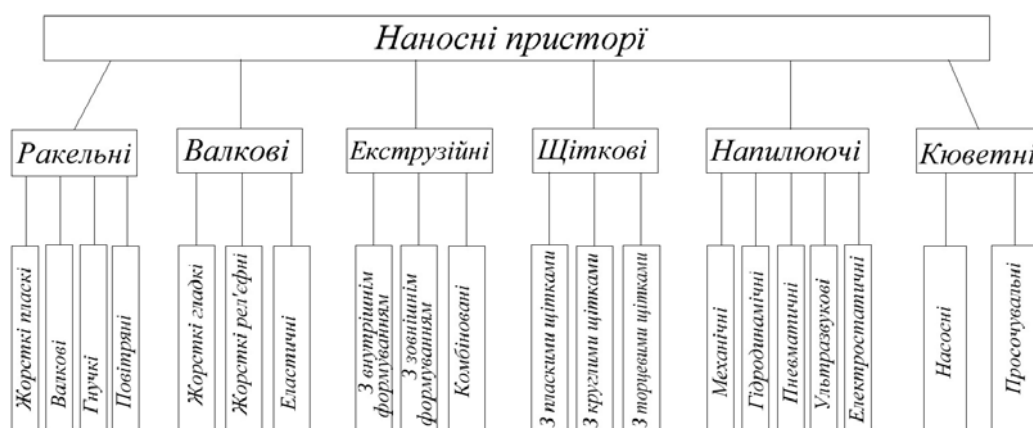 Наносні присторї
Ракельні
Валкові
Екструзійні
Щіткові
Напилюючі
Кюветні
Жорсткі пласкі
Валкові
Гнучкі
Повітряні
Жорсткі гладкі
Жорсткі рел'єфні
Еластичні
З внутрішнім
формуванням
З зовнішнім
формуванням
Комбіновані
З пласкими щітками
З круглими щітками
З торцевими щітками
Механічні
Гідродинамічні
Пневматичні
Ультразвукові
Електростатичні
Насосні
Просочувальні